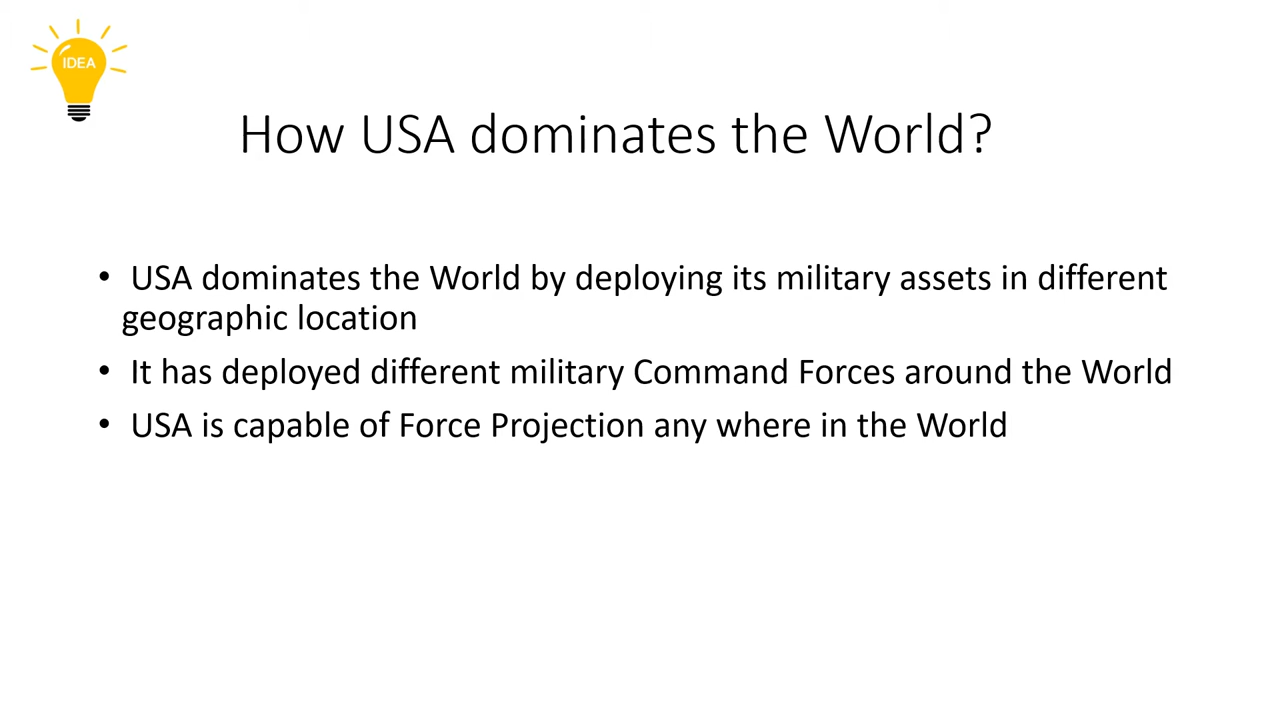 IDEA
How USA dominates the World?
• USA dominates the World by deploying its military assets in different
geographic location
• It has deployed different military Command Forces around the World
• USA is capable of Force Projection any where in the World